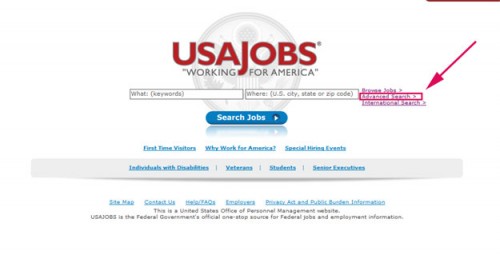 USAJOBS®
"WORKING FOR AMERICA"
What: (keywords) Where: (U.S. city, state or zip code) Browse Jobs >
Advanced Search >
International Search >
Search Jobs
First Time Visitors Why Work for America? Special Hiring Events
Individuals with Disabilities | Veterans | Students | Senior Executives
Site Map Contact Us Help/FAQs Employers Privacy Act and Public Burden Information
This is a United States Office of Personnel Management website.
USAJOBS is the Federal Government's official one-stop source for Federal jobs and employment information.